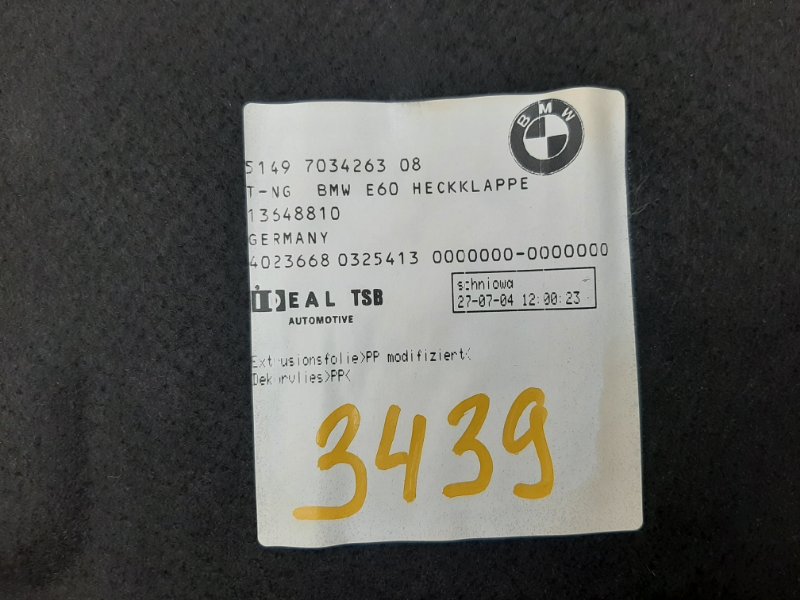 BMW
5149 7034263 08
T-NG BMW E60 HECKKLAPPE
13648810
GERMANY
4023668 0325413 0000000-0000000
IDEAL TSB
AUTOMOTIVE
schniowa
27-07-04 12:00:23
Extrusionsfolie>PP modifiziert<
Dekorvlies>PP<
3439